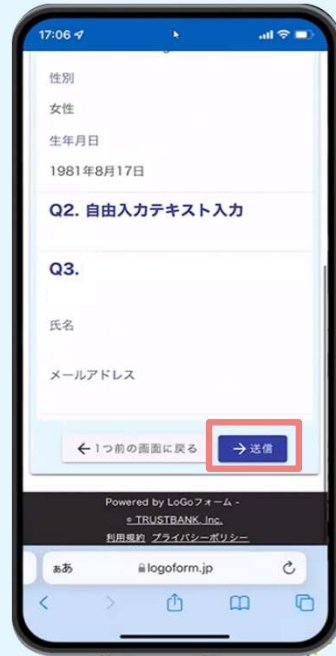 17:06
性別
女性
生年月日
1981年8月17日
Q2. 自由入力テキスト入力
Q3.
氏名
メールアドレス
←1つ前の画面に戻る
→送信
Powered by LoGoフォーム -
© TRUSTBANK, Inc.
利用規約 プライバシーポリシー
ぁあ
logoform.jp